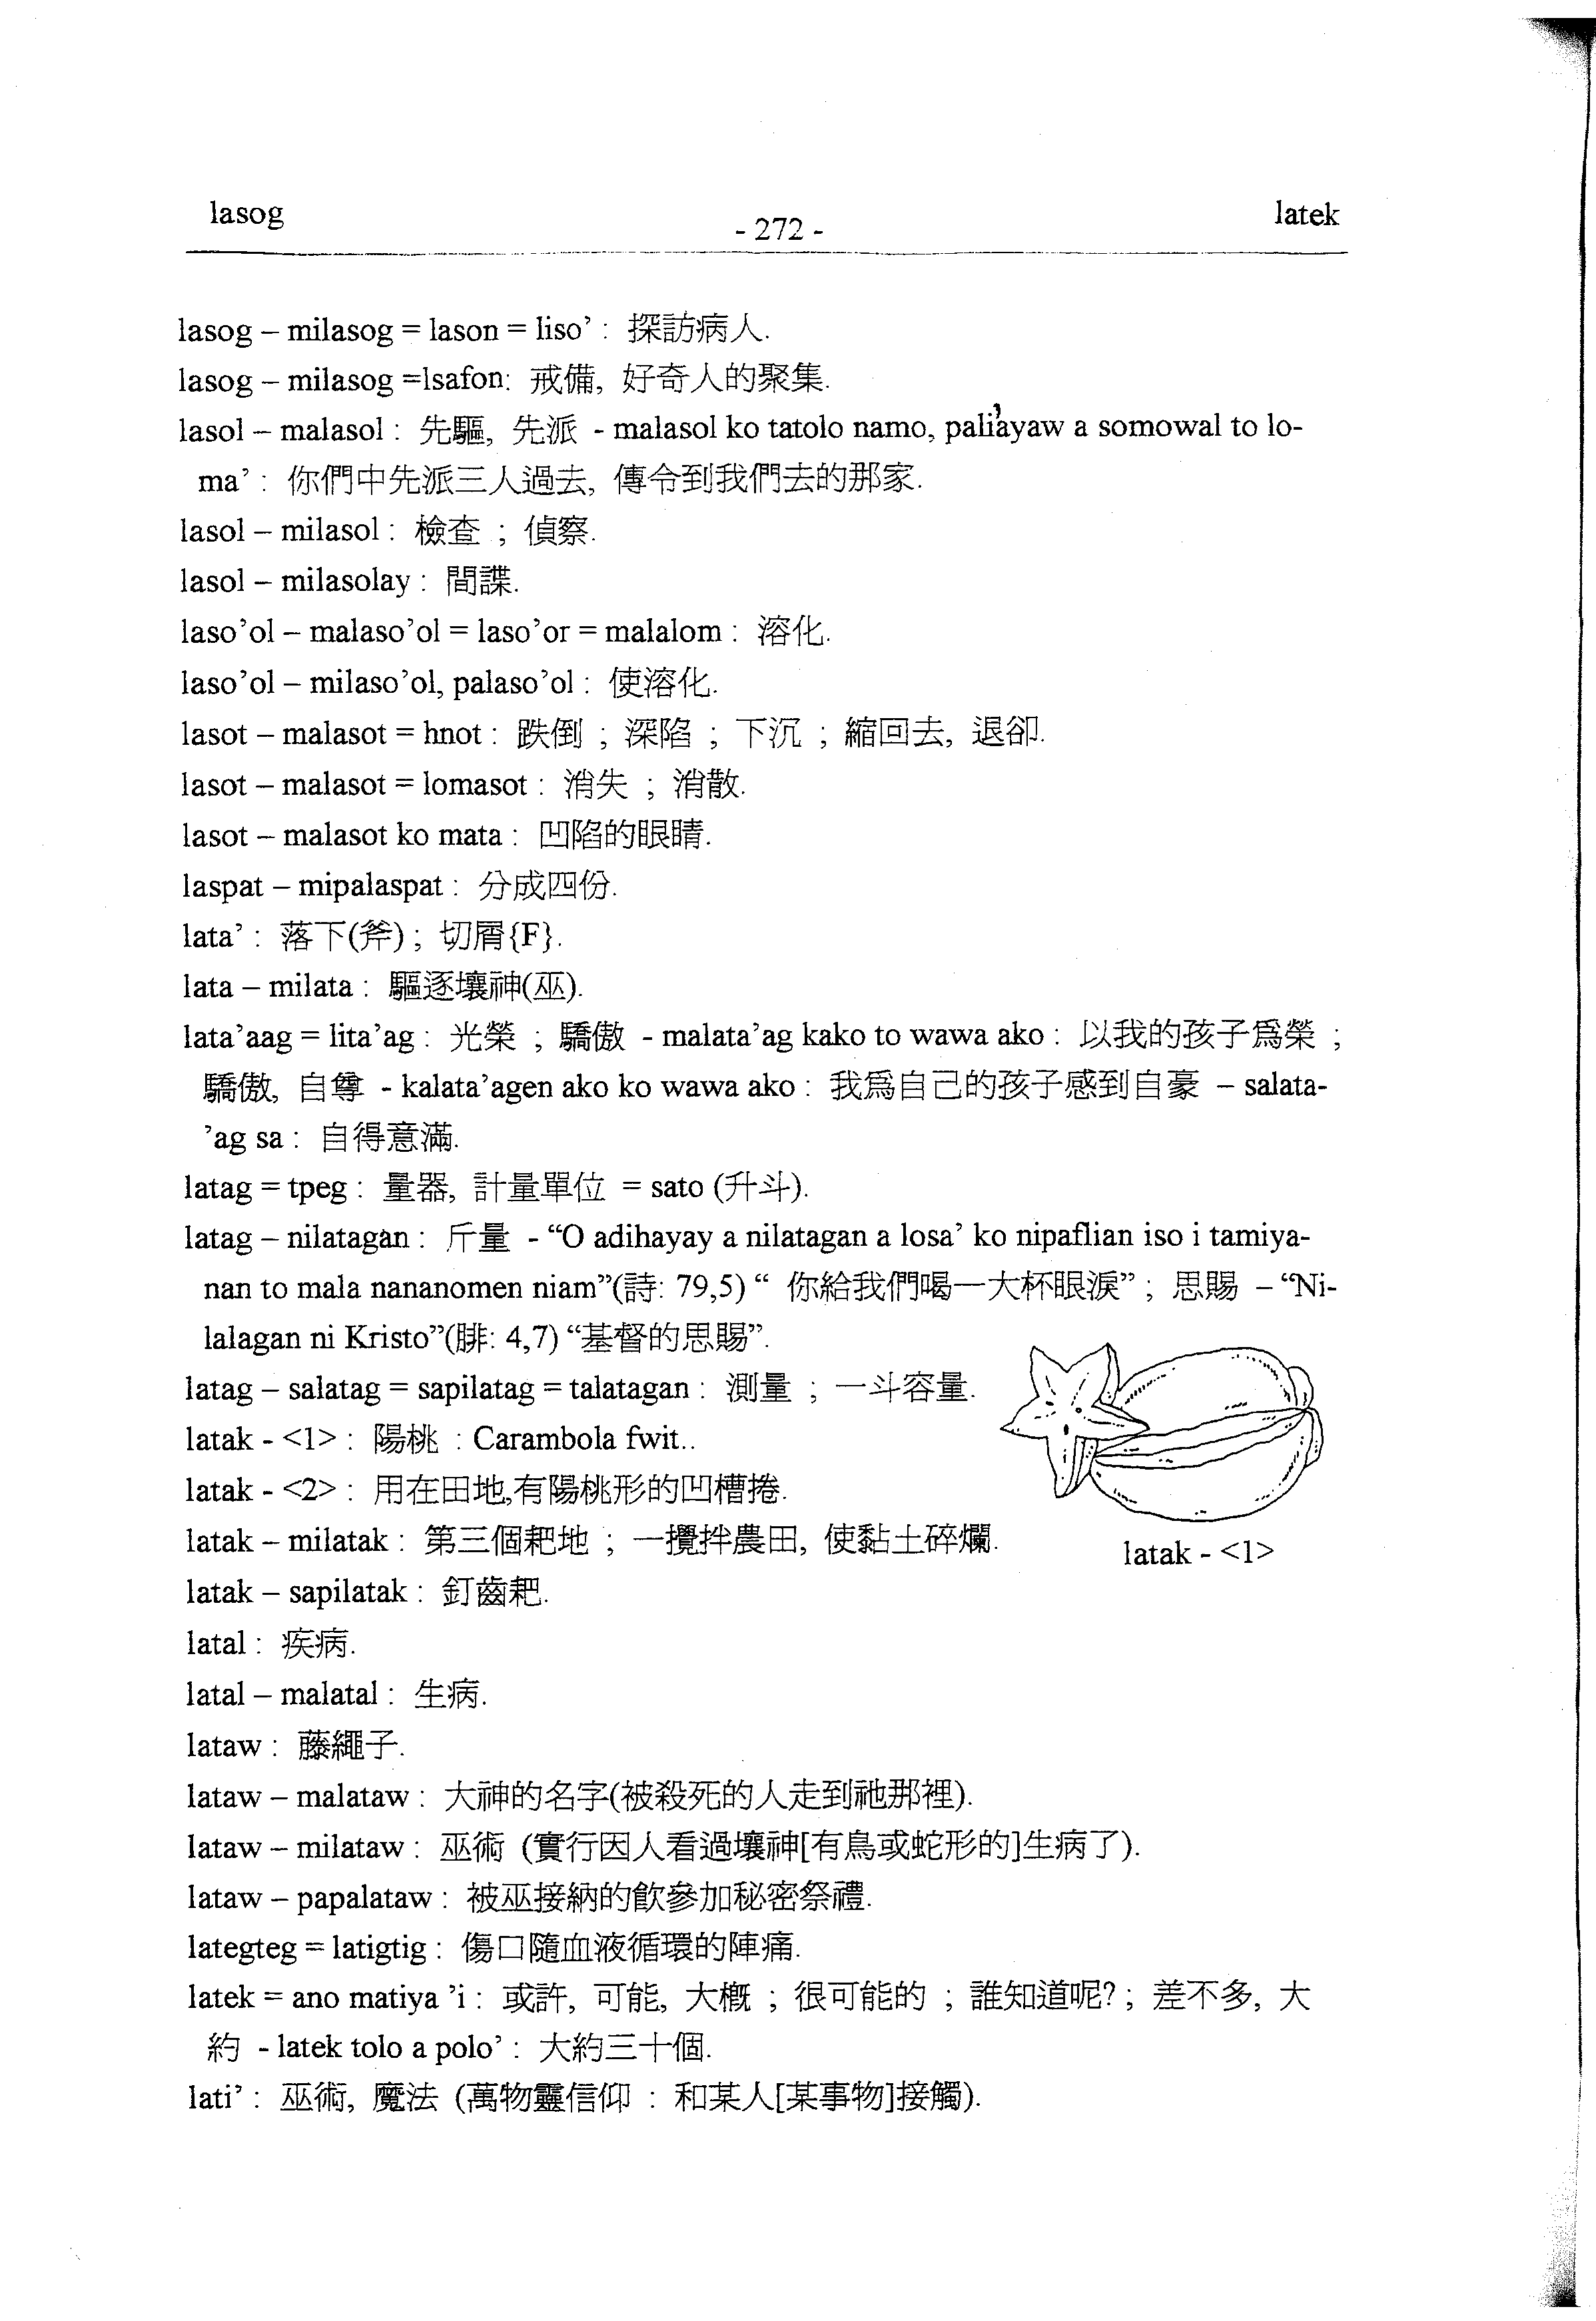 lasog
- 272 -
latek
lasog – milasog = lason = liso’ : 探訪病人.
lasog – milasog =lsafon: 戒備, 好奇人的聚集.
lasol – malasol : 先驅, 先派 - malasol ko tatolo namo, pali’ayaw a somowal to lo-
ma’ : 你們中先派三人過去, 傳令到我們去的那家.
lasol – milasol : 檢查 ; 偵察.
lasol – milasolay : 間諜.
laso’ol – malaso’ol = laso’or = malalom : 溶化.
laso’ol – milaso’ol, palaso’ol : 使溶化.
lasot – malasot = hnot : 跌倒 ; 深陷 ; 下沉 ; 縮回去, 退卻.
lasot – malasot = lomasot : 消失 ; 消散.
lasot – malasot ko mata : 凹陷的眼睛.
laspat – mipalaspat : 分成四份.
lata’ : 落下(斧) ; 切屑{F}.
lata – milata : 驅逐壞神(巫).
lata’aag = lita’ag : 光榮 ; 驕傲 - malata’ag kako to wawa ako : 以我的孩子爲榮 ;
驕傲, 自尊 - kalata’agen ako ko wawa ako : 我爲自己的孩子感到自豪 – salata-
’ag sa : 自得意滿.
latag = tpeg : 量器, 計量單位 = sato (升斗).
latag – nilatagan : 斤量 - “O adihayay a nilatagan a losa’ ko nipaflian iso i tamiya-
nan to mala nananomen niam”(詩: 79,5) “ 你給我們喝一大杯眼淚” ; 思賜 – “Ni-
lalagan ni Kristo”(腓: 4,7) “基督的思賜”.
latag – salatag = sapilatag = talatagan : 測量 ; 一斗容量.
latak - <1> : 陽桃 : Carambola fwit..
latak - <2> : 用在田地,有陽桃形的凹槽捲.
latak – milatak : 第三個耙地 ; 一攪拌農田, 使黏土碎爛.
latak - <1>
latak – sapilatak : 釘齒耙.
latal : 疾病.
latal – malatal : 生病.
lataw : 藤繩子.
lataw – malataw : 大神的名字(被殺死的人走到祂那裡).
lataw – milataw : 巫術 (實行因人看過壞神[有鳥或蛇形的]生病了).
lataw – papalataw : 被巫接納的飲參加秘密祭禮.
lategteg = latigtig : 傷口隨血液循環的陣痛.
latek = ano matiya ’i : 或許, 可能, 大概 ; 很可能的 ; 誰知道呢? ; 差不多, 大
約 - latek tolo a polo’ : 大約三十個.
lati’ : 巫術, 魔法 (萬物靈信仰 : 和某人[某事物]接觸).